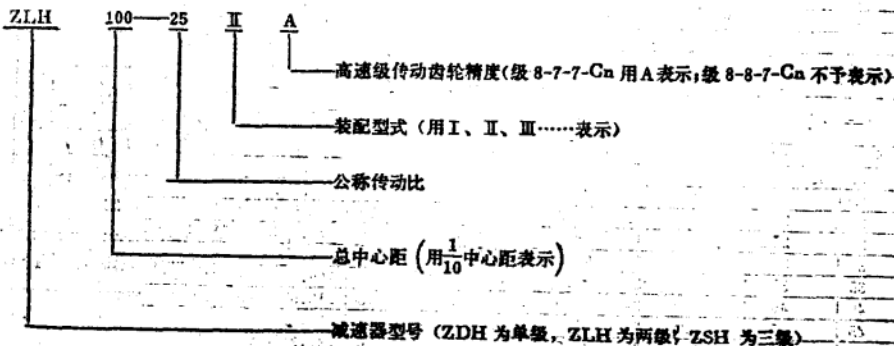 ZLH 100—25 Ⅱ A
高速级传动齿轮精度(级 8-7-7-Cn 用A表示;级 8-8-7-Cn 不予表示)
装配型式 (用Ⅰ、Ⅱ、Ⅲ……表示)
公称传动比
总中心距 (用1/10中心距表示)
减速器型号 (ZDH 为单级, ZLH 为两级, ZSH 为三级)